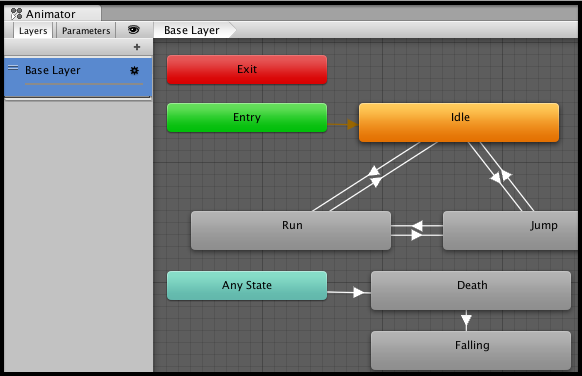 Animator
Layers Parameters
Base Layer
+
Base Layer
Exit
Entry
Idle
Run
Jump
Any State
Death
Falling